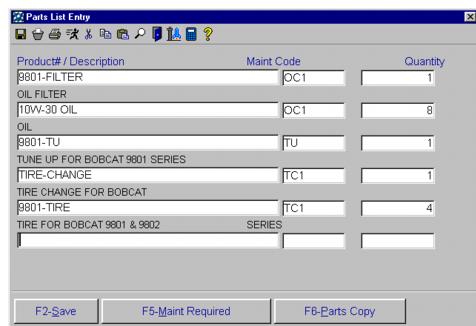 Parts List Entry
Product# / Description Maint Code Quantity
9801-FILTER OC1 1
OIL FILTER
10W-30 OIL OC1 8
OIL
9801-TU TU 1
TUNE UP FOR BOBCAT 9801 SERIES
TIRE-CHANGE TC1 1
TIRE CHANGE FOR BOBCAT
9801-TIRE TC1 4
TIRE FOR BOBCAT 9801 & 9802 SERIES
F2-Save F5-Maint Required F6-Parts Copy